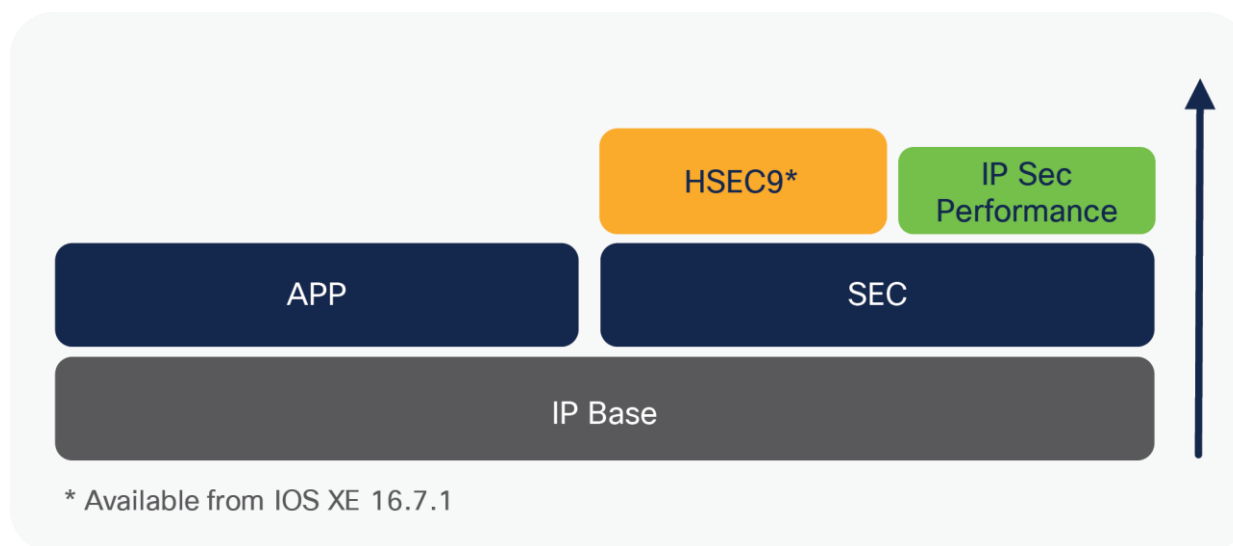 HSEC9*
IP Sec
Performance
APP
SEC
IP Base
* Available from IOS XE 16.7.1